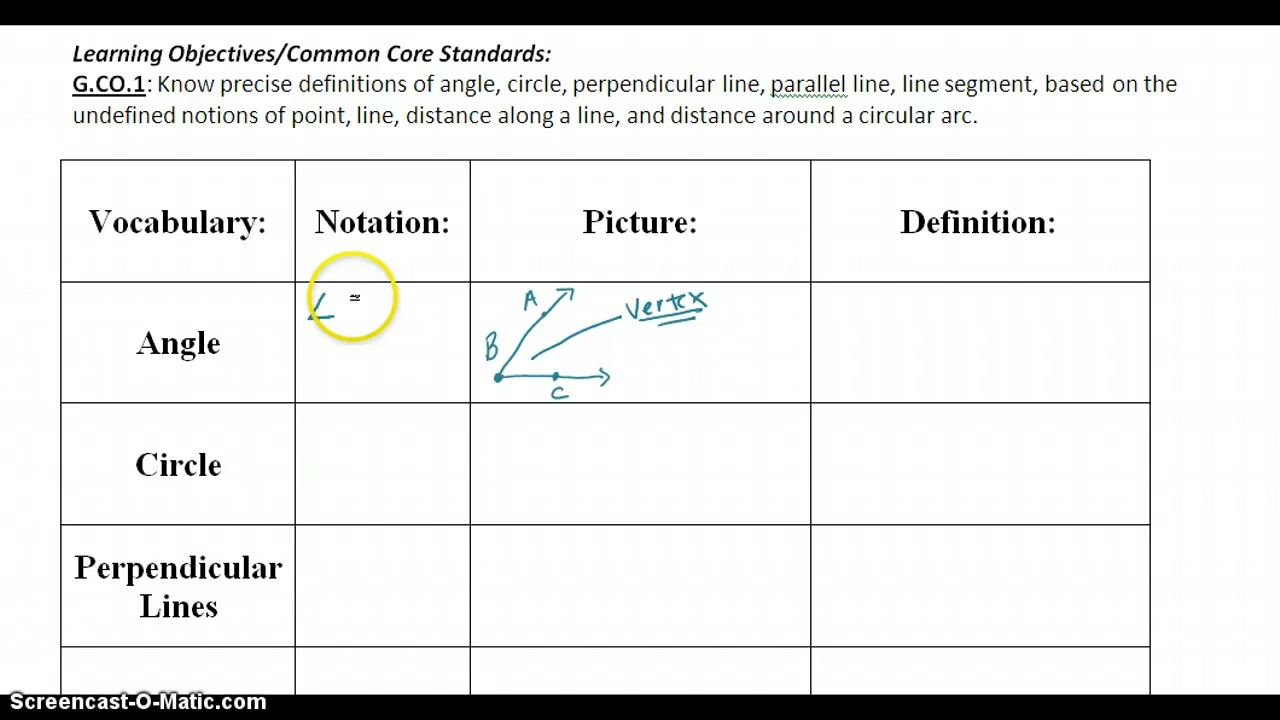 Learning Objectives/Common Core Standards:
G.CO.1: Know precise definitions of angle, circle, perpendicular line, parallel line, line segment, based on the
undefined notions of point, line, distance along a line, and distance around a circular arc.
Vocabulary: Notation: Picture: Definition:
∠ A Vertex
Angle B
C
Circle
Perpendicular
Lines
Screencast-O-Matic.com